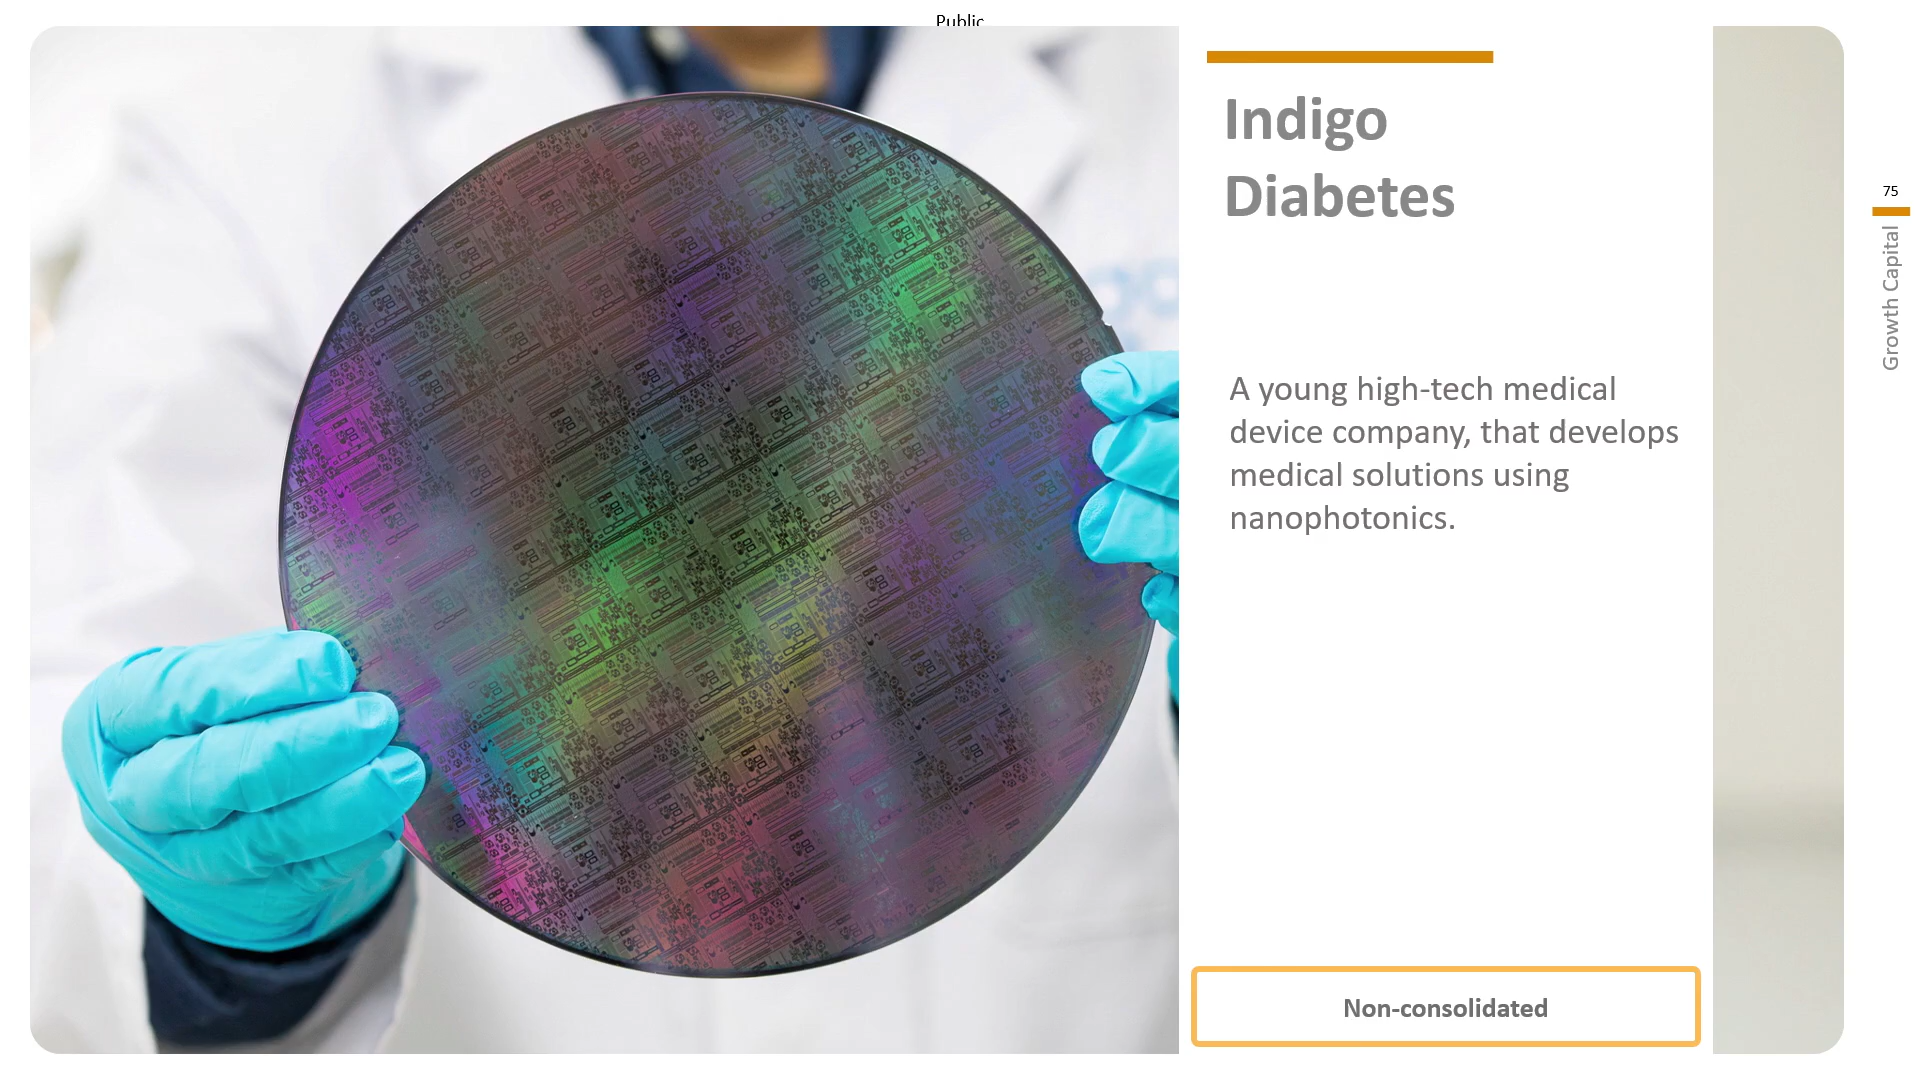 Public
Indigo
Diabetes
A young high-tech medical
device company, that develops
medical solutions using
nanophotonics.
Non-consolidated
75
Growth Capital